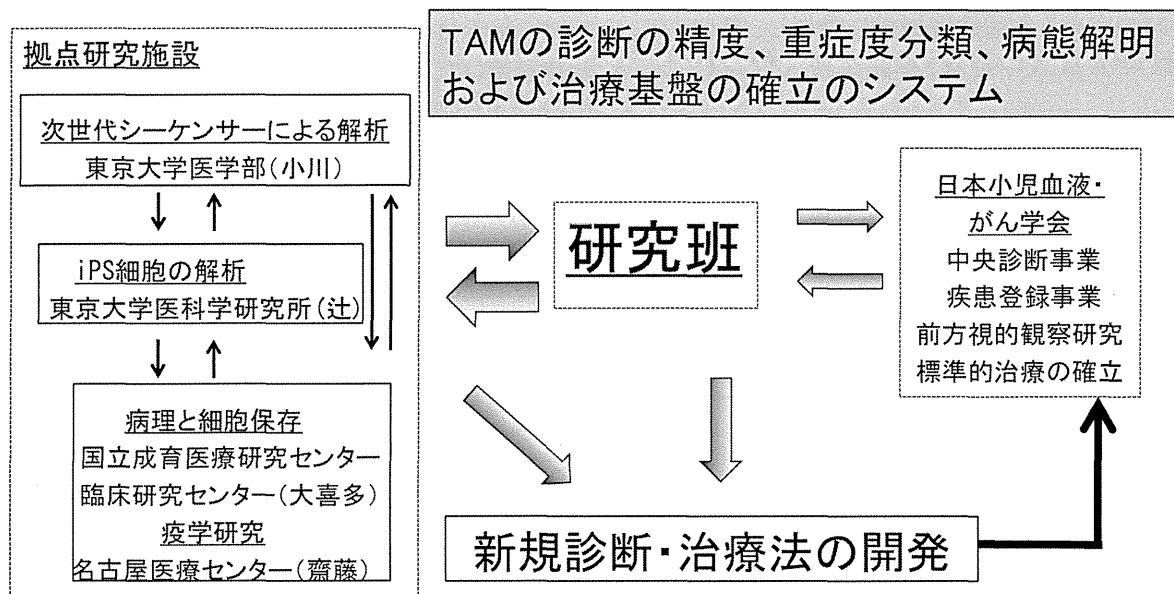 TAMの診断の精度、重症度分類、病態解明
および治療基盤の確立のシステム
拠点研究施設
次世代シーケンサーによる解析
東京大学医学部(小川)
iPS細胞の解析
東京大学医科学研究所(辻)
病理と細胞保存
国立成育医療研究センター
臨床研究センター(大喜多)
疫学研究
名古屋医療センター(齋藤)
研究班
日本小児血液・
がん学会
中央診断事業
疾患登録事業
前方視的観察研究
標準的治療の確立
新規診断・治療法の開発